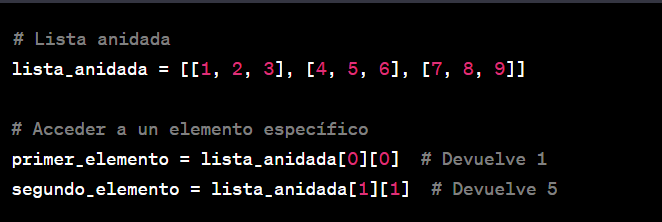 # Lista anidada
lista_anidada = [[1, 2, 3], [4, 5, 6], [7, 8, 9]]
# Acceder a un elemento específico
primer_elemento = lista_anidada[0][0]  # Devuelve 1
segundo_elemento = lista_anidada[1][1]  # Devuelve 5